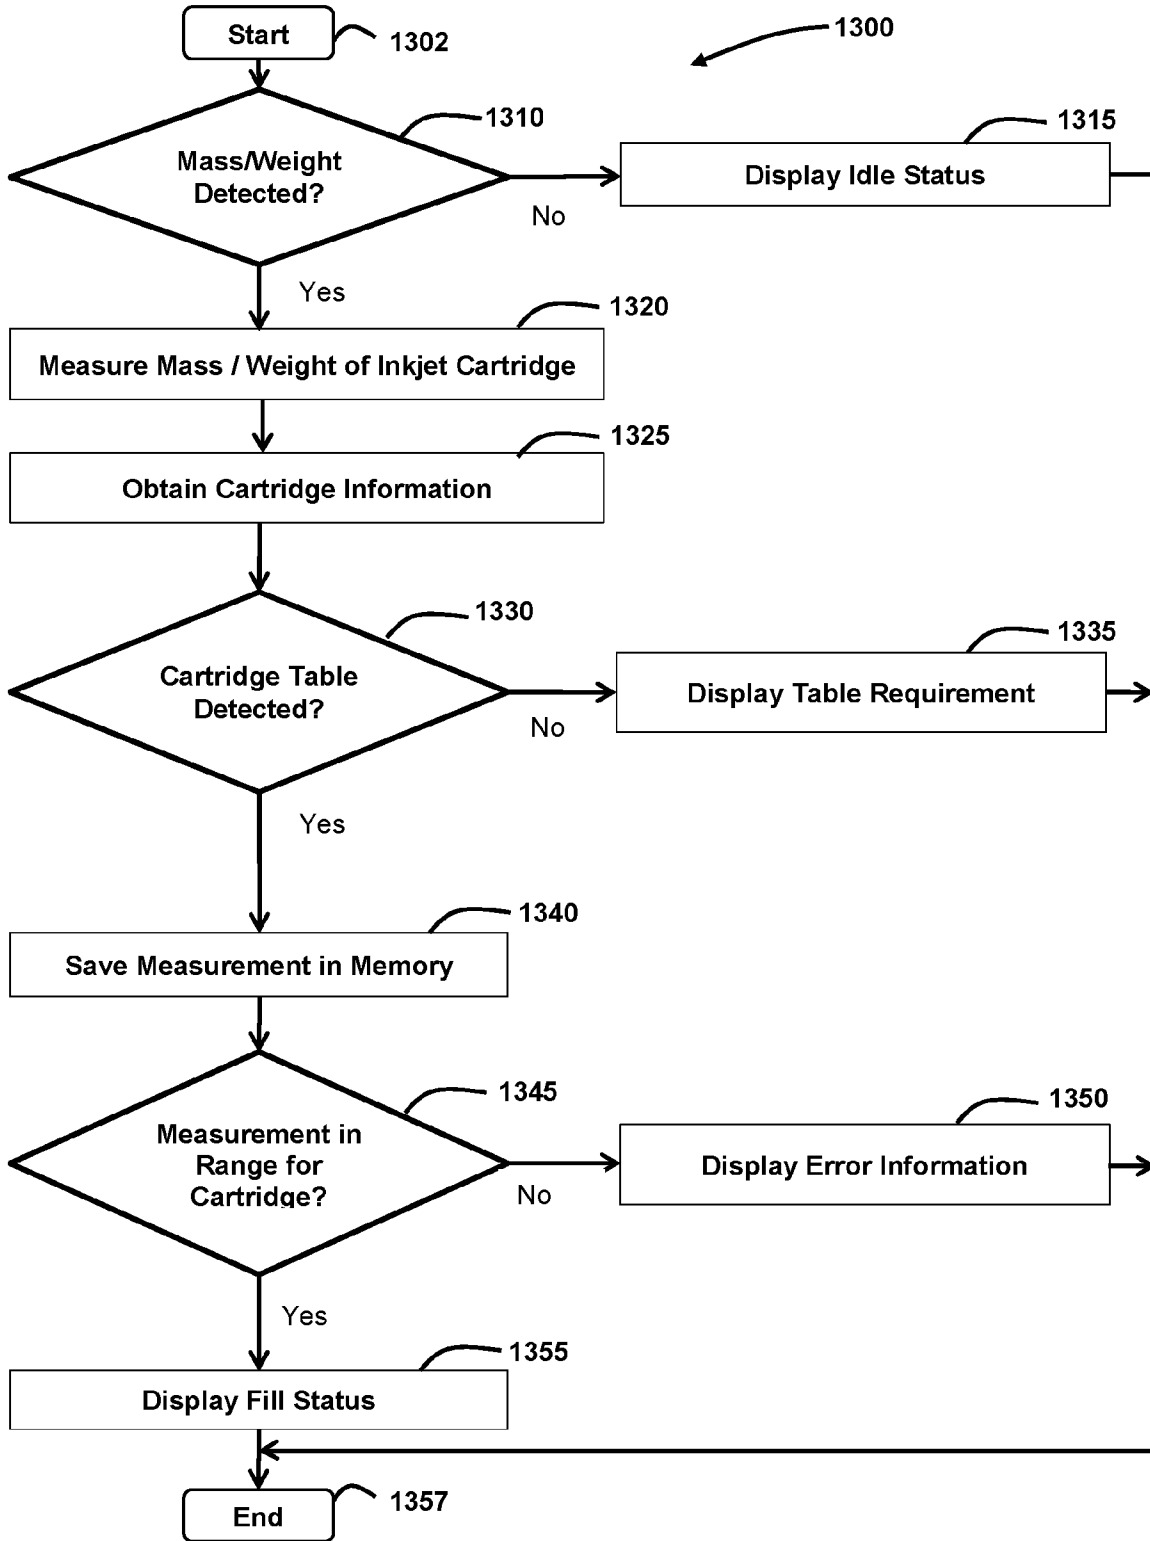 Start
1302
1300
1310
Mass/Weight
Detected?
No
1315
Display Idle Status
Yes
1320
Measure Mass / Weight of Inkjet Cartridge
1325
Obtain Cartridge Information
1330
Cartridge Table
Detected?
No
1335
Display Table Requirement
Yes
1340
Save Measurement in Memory
1345
Measurement in
Range for
Cartridge?
No
1350
Display Error Information
Yes
1355
Display Fill Status
End
1357